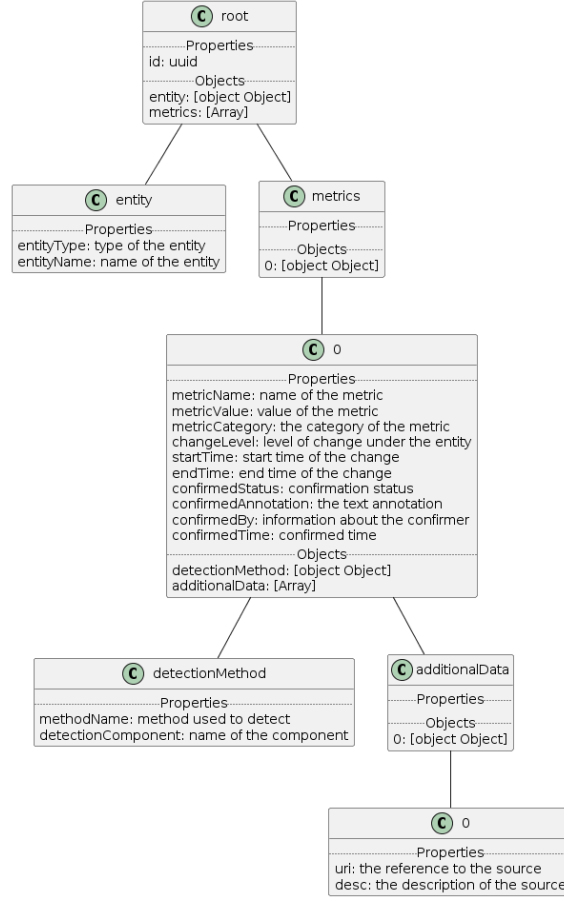 C root
Properties
id: uuid
Objects
entity: [object Object]
metrics: [Array]
C entity
Properties
entityType: type of the entity
entityName: name of the entity
C metrics
Properties
Objects
0: [object Object]
C 0
Properties
metricName: name of the metric
metricValue: value of the metric
metricCategory: the category of the metric
changeLevel: level of change under the entity
startTime: start time of the change
endTime: end time of the change
confirmedStatus: confirmation status
confirmedAnnotation: the text annotation
confirmedBy: information about the confirmer
confirmedTime: confirmed time
Objects
detectionMethod: [object Object]
additionalData: [Array]
C detectionMethod
Properties
methodName: method used to detect
detectionComponent: name of the component
C additionalData
Properties
Objects
0: [object Object]
C 0
Properties
uri: the reference to the source
desc: the description of the source